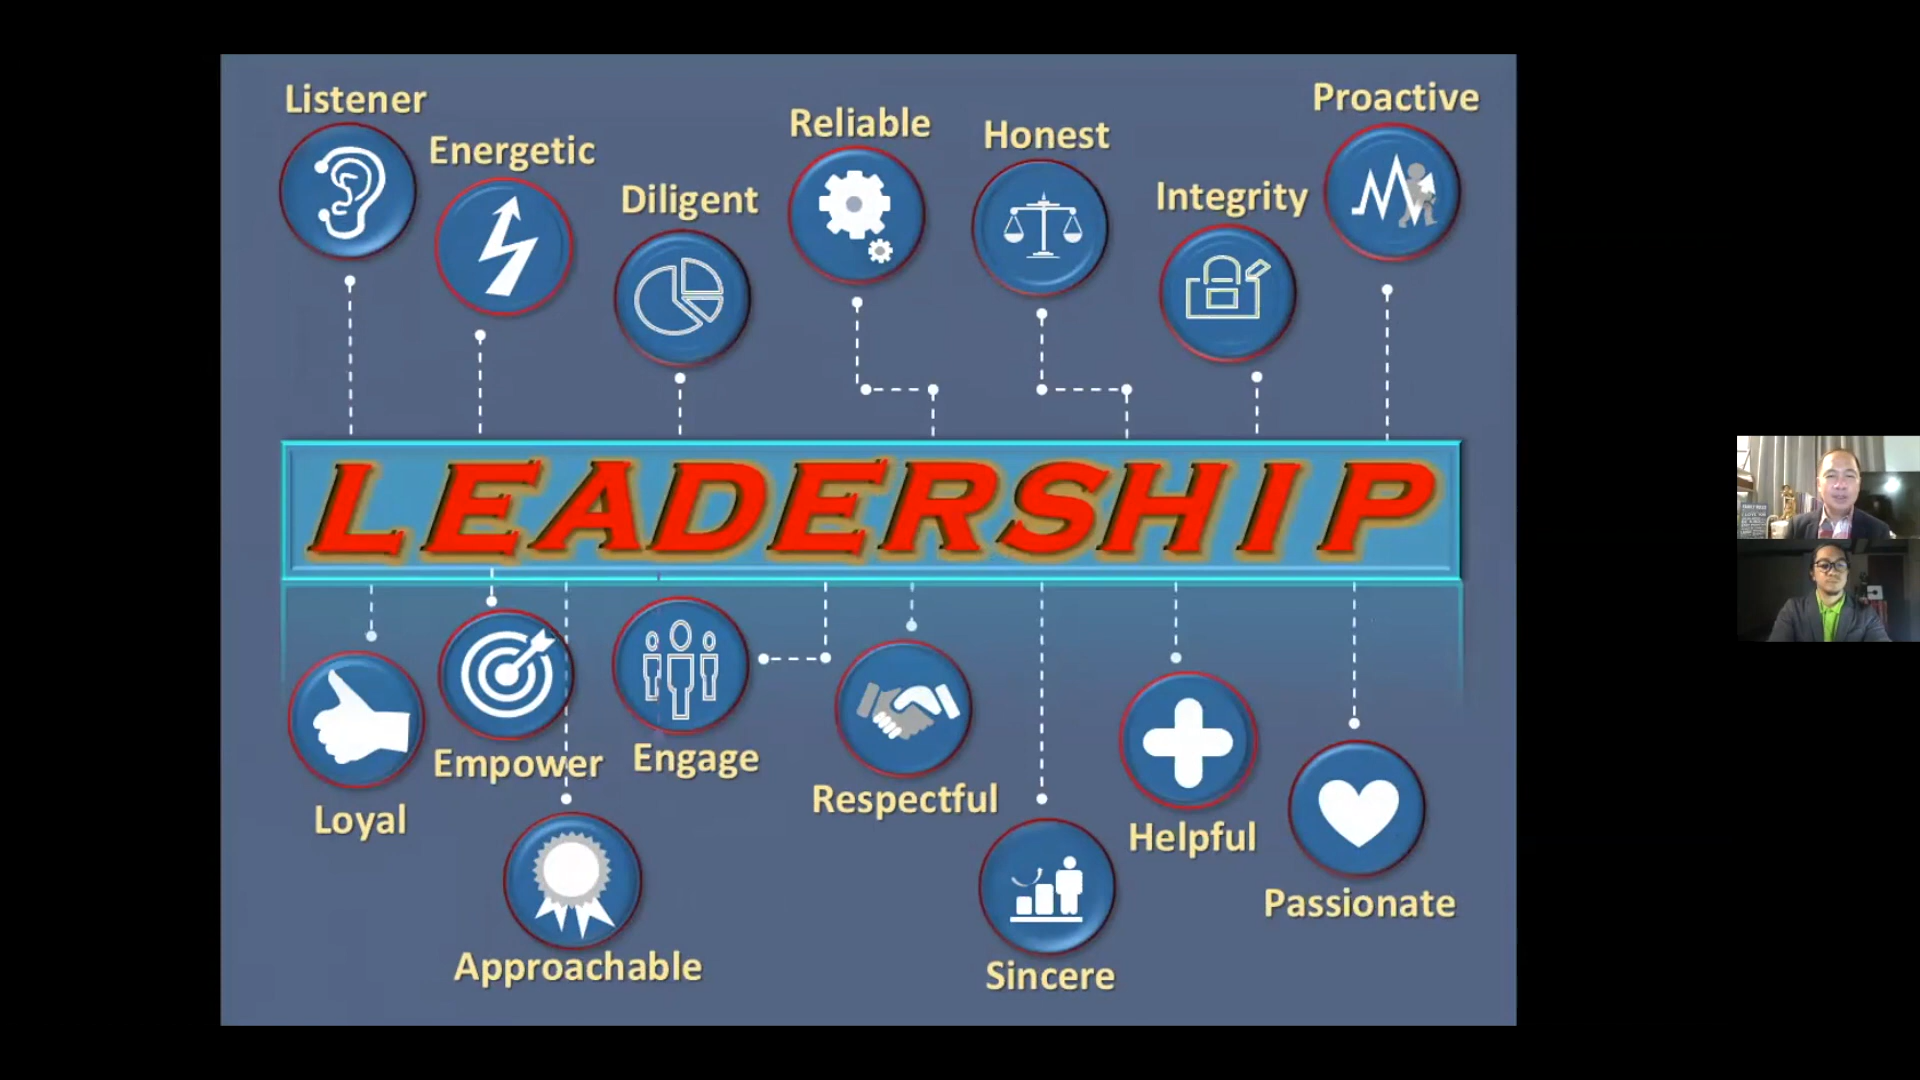 Listener
Energetic
Diligent
Reliable
Honest
Integrity
Proactive
LEADERSHIP
Loyal
Empower
Approachable
Engage
Respectful
Sincere
Helpful
Passionate